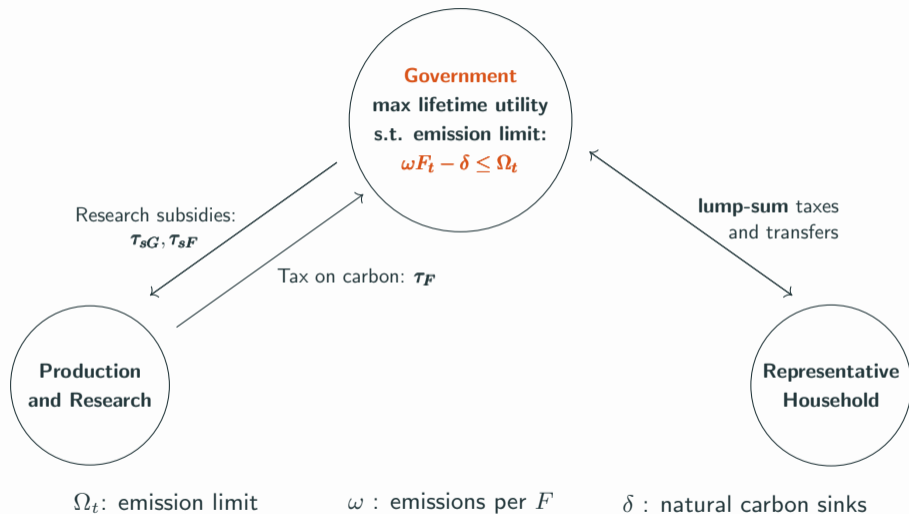 Government
max lifetime utility
s.t. emission limit:
ωF_t − δ ≤ Ω_t
Research subsidies:
τ_sG, τ_sF
Tax on carbon: τ_F
lump-sum taxes
and transfers
Production
and Research
Representative
Household
Ω_t: emission limit
ω : emissions per F
δ : natural carbon sinks